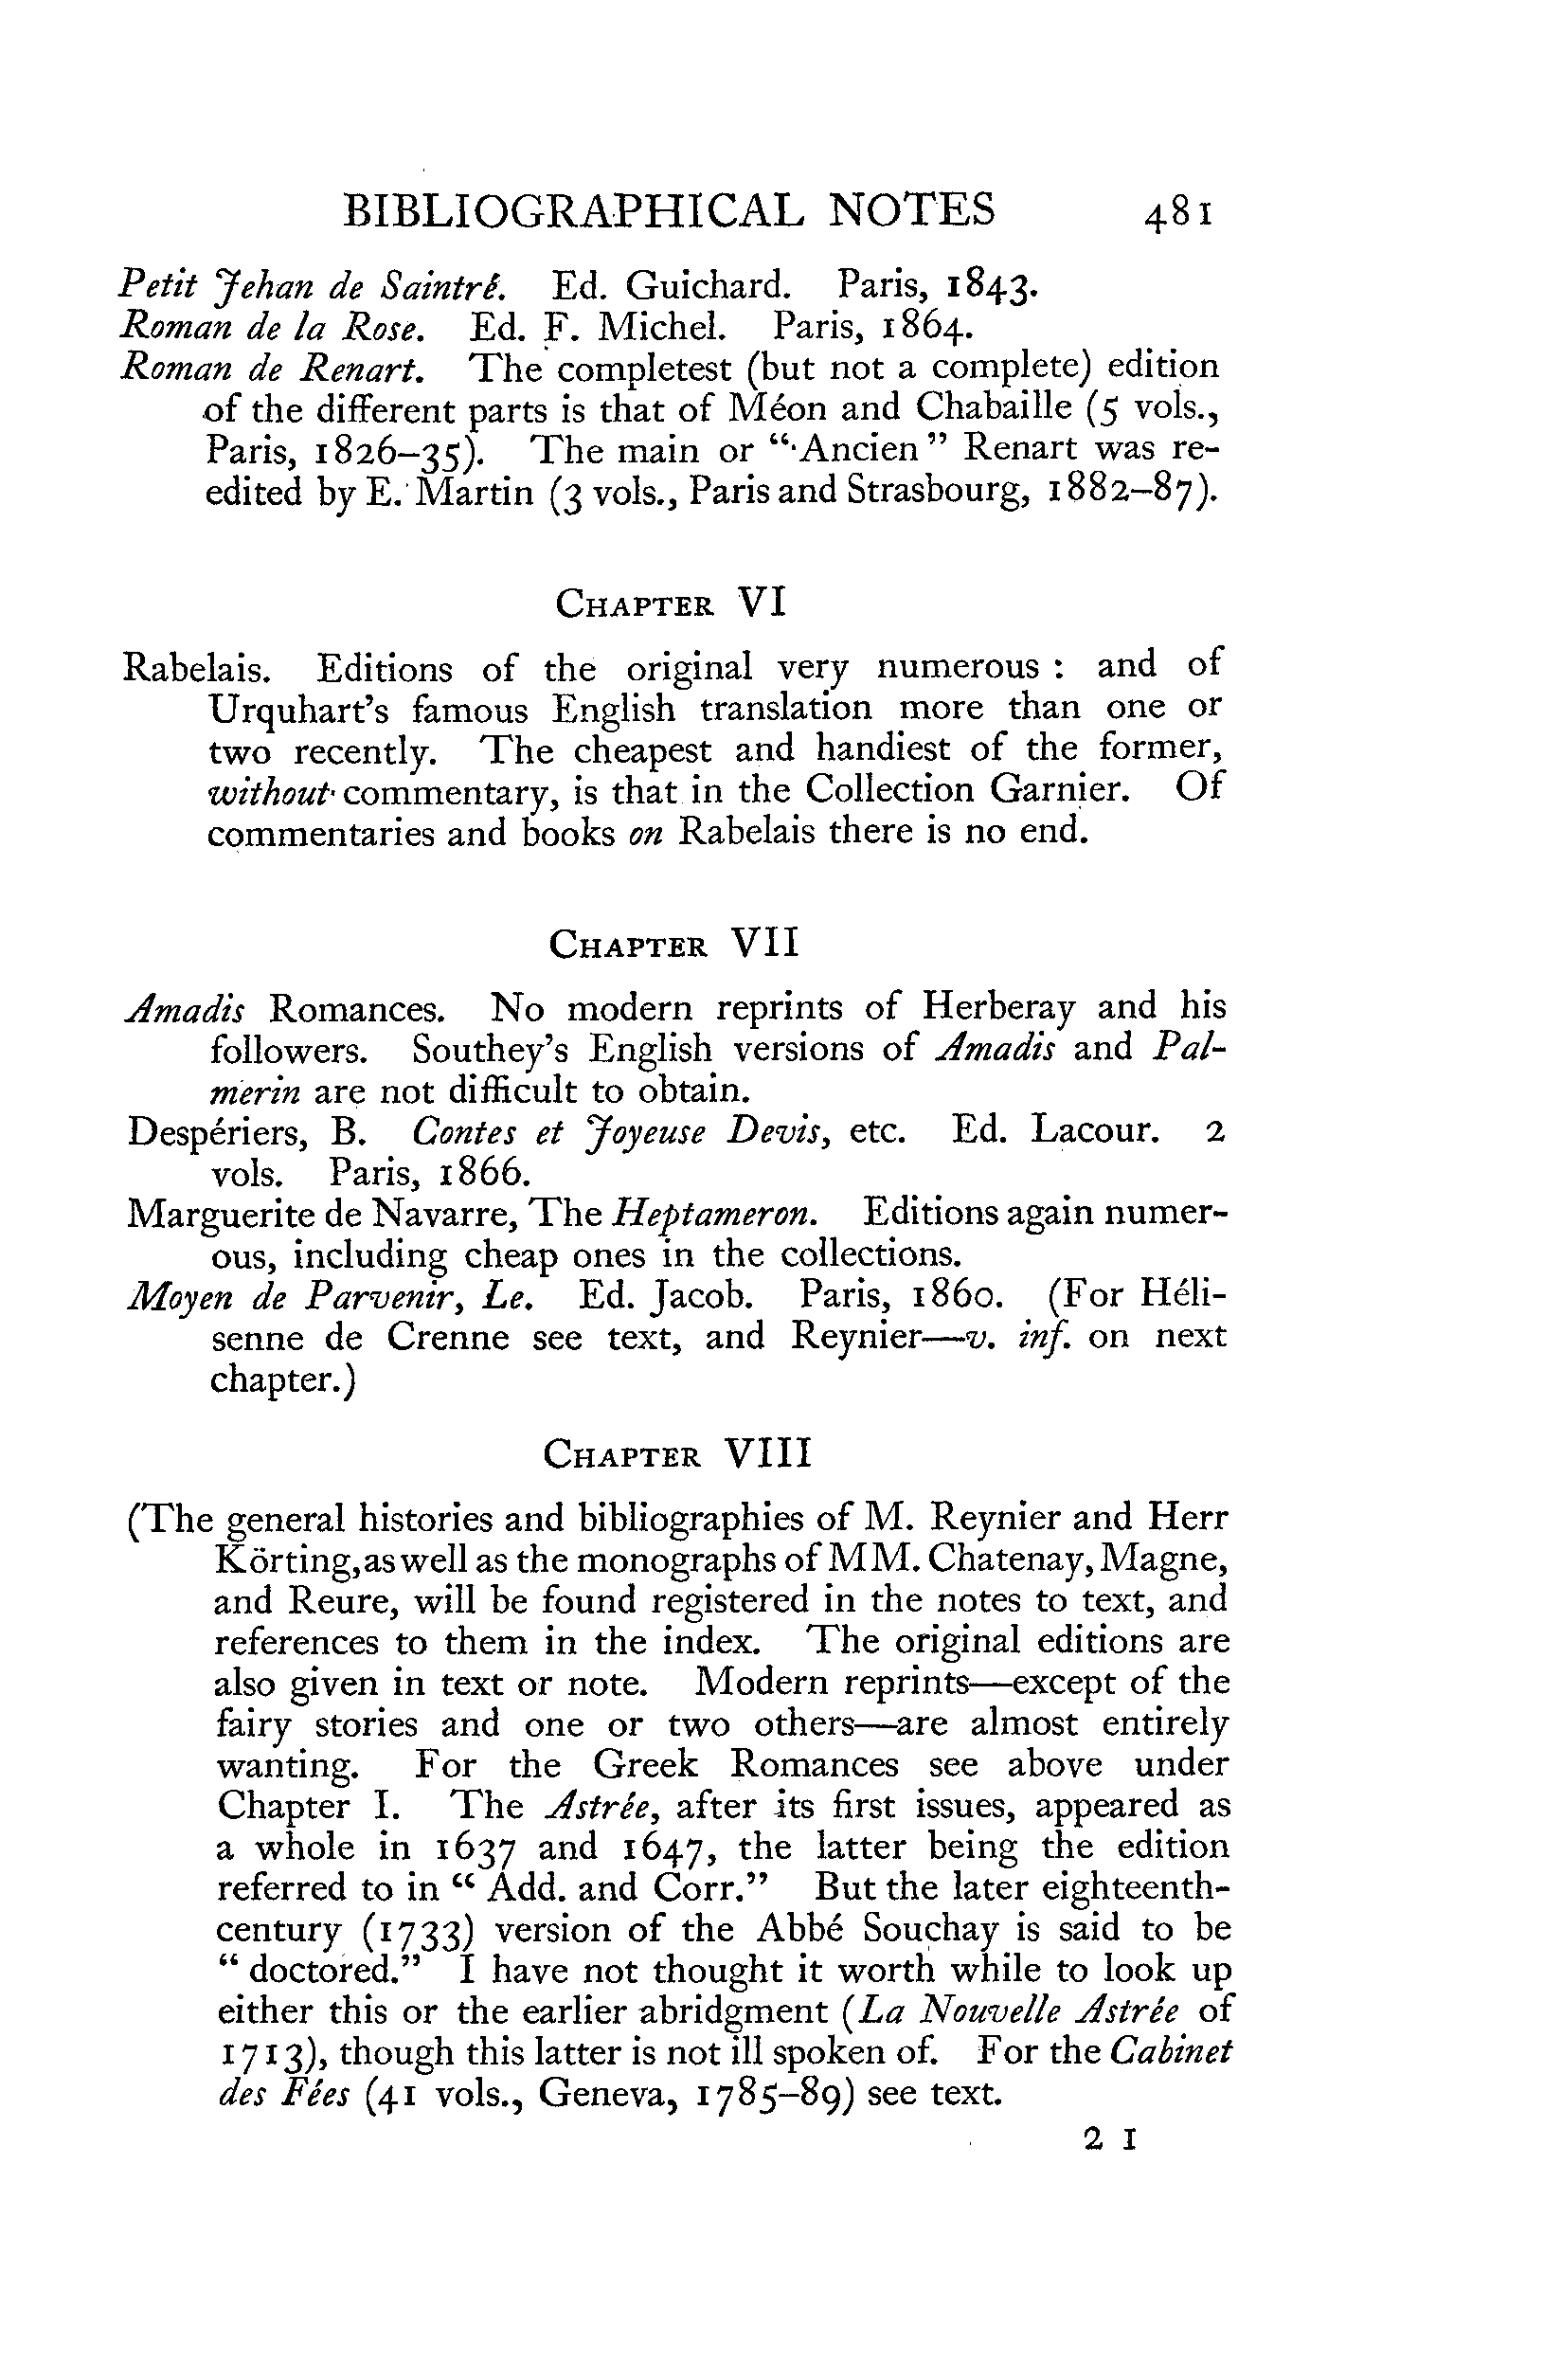 BIBLIOGRAPHICAL NOTES 481
Petit Jehan de Saintré. Ed. Guichard. Paris, 1843.
Roman de la Rose. Ed. F. Michel. Paris, 1864.
Roman de Renart. The completest (but not a complete) edition
of the different parts is that of Méon and Chabaille (5 vols.,
Paris, 1826–35). The main or "Ancien" Renart was re-
edited by E. Martin (3 vols., Paris and Strasbourg, 1882–87).
CHAPTER VI
Rabelais. Editions of the original very numerous : and of
Urquhart's famous English translation more than one or
two recently. The cheapest and handiest of the former,
without commentary, is that in the Collection Garnier. Of
commentaries and books on Rabelais there is no end.
CHAPTER VII
Amadis Romances. No modern reprints of Herberay and his
followers. Southey's English versions of Amadis and Pal-
merin are not difficult to obtain.
Despériers, B. Contes et Joyeuse Devis, etc. Ed. Lacour. 2
vols. Paris, 1866.
Marguerite de Navarre, The Heptameron. Editions again numer-
ous, including cheap ones in the collections.
Moyen de Parvenir, Le. Ed. Jacob. Paris, 1860. (For Héli-
senne de Crenne see text, and Reynier—v. inf. on next
chapter.)
CHAPTER VIII
(The general histories and bibliographies of M. Reynier and Herr
Körting, as well as the monographs of MM. Chatenay, Magne,
and Reure, will be found registered in the notes to text, and
references to them in the index. The original editions are
also given in text or note. Modern reprints—except of the
fairy stories and one or two others—are almost entirely
wanting. For the Greek Romances see above under
Chapter I. The Astrée, after its first issues, appeared as
a whole in 1637 and 1647, the latter being the edition
referred to in "Add. and Corr." But the later eighteenth-
century (1733) version of the Abbé Souchay is said to be
"doctored." I have not thought it worth while to look up
either this or the earlier abridgment (La Nouvelle Astrée of
1713), though this latter is not ill spoken of. For the Cabinet
des Fées (41 vols., Geneva, 1785–89) see text.
2 I